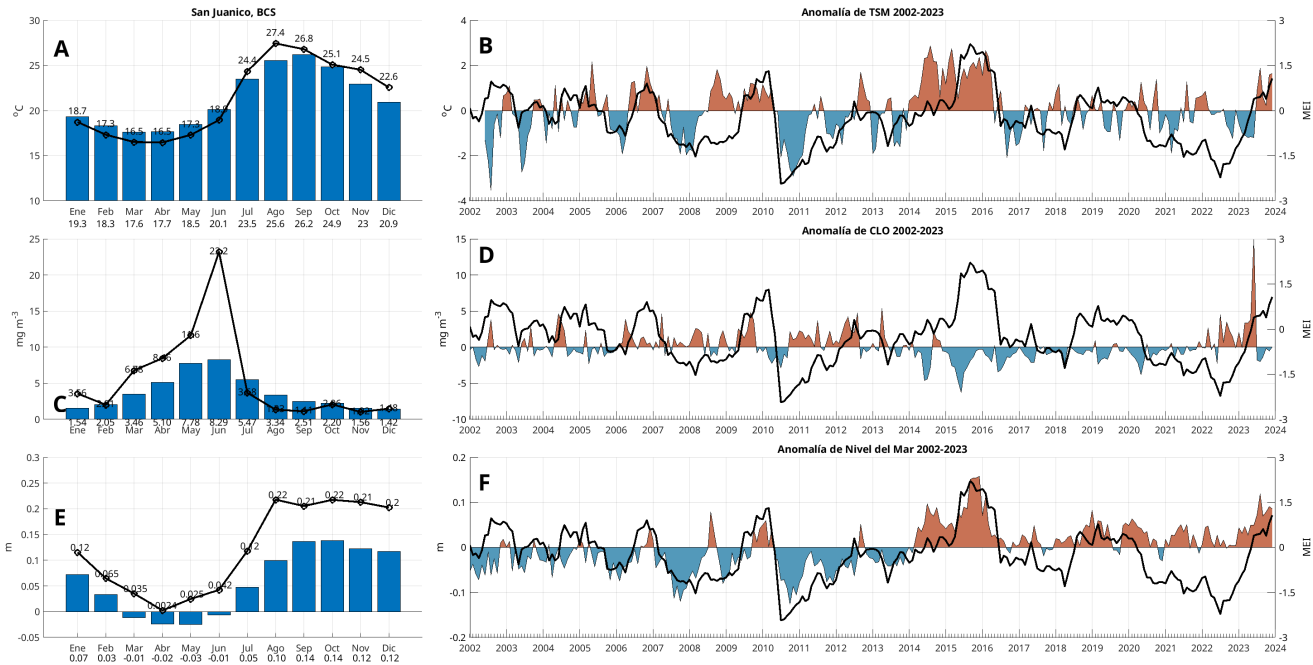 San Juanico, BCS
A
30
25
20
15
10
°C
18.7 17.3 16.5 16.5 17.3 18.9 24.4 27.4 26.8 25.1 24.5 22.6
Ene Feb Mar Abr May Jun Jul Ago Sep Oct Nov Dic
19.3 18.3 17.6 17.7 18.5 20.1 23.5 25.6 26.2 24.9 23 20.9
Anomalía de TSM 2002-2023
B
4
2
0
-2
-4
°C
3
1.5
0
-1.5
-3
MEI
2002 2003 2004 2005 2006 2007 2008 2009 2010 2011 2012 2013 2014 2015 2016 2017 2018 2019 2020 2021 2022 2023 2024
C
25
20
15
10
5
0
mg m-3
3.56 6.78 11.6 23.2
Ene Feb Mar Abr May Jun Jul Ago Sep Oct Nov Dic
1.54 2.05 3.46 5.10 7.78 8.29 5.47 3.34 2.51 2.20 1.56 1.42
Anomalía de CLO 2002-2023
D
15
10
5
0
-5
-10
mg m-3
3
1.5
0
-1.5
-3
MEI
2002 2003 2004 2005 2006 2007 2008 2009 2010 2011 2012 2013 2014 2015 2016 2017 2018 2019 2020 2021 2022 2023 2024
E
0.3
0.25
0.2
0.15
0.1
0.05
0
-0.05
m
0.12 0.065 0.035 0.0024 0.025 0.042 0.12 0.22 0.21 0.22 0.21 0.2
Ene Feb Mar Abr May Jun Jul Ago Sep Oct Nov Dic
0.07 0.03 -0.01 -0.02 -0.03 -0.01 0.05 0.10 0.14 0.14 0.12 0.12
Anomalía de Nivel del Mar 2002-2023
F
0.2
0.1
0
-0.1
-0.2
m
3
1.5
0
-1.5
-3
MEI
2002 2003 2004 2005 2006 2007 2008 2009 2010 2011 2012 2013 2014 2015 2016 2017 2018 2019 2020 2021 2022 2023 2024